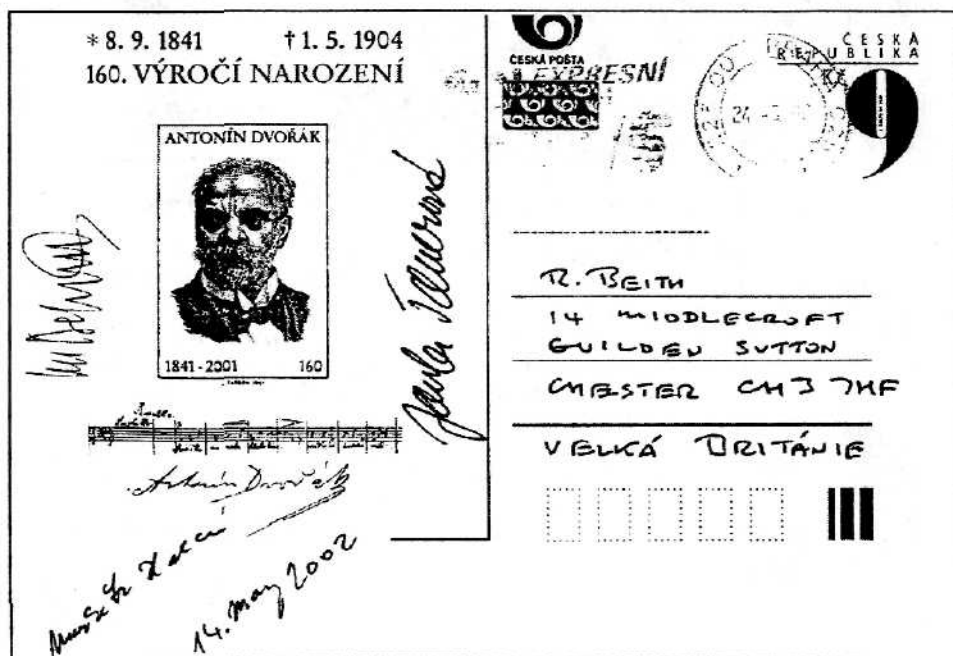 * 8. 9. 1841 † 1. 5. 1904
160. VÝROČÍ NAROZENÍ
ANTONÍN DVOŘÁK
1841 - 2001 160
Antonín Dvořák
14. May 2002
ČESKÁ POŠTA
EXPRESNÍ
ČESKÁ
REPUBLIKA
Kč
24
R. BEITH
14 MIDDLECROFT
GUILDEN SUTTON
CHESTER CH3 7HF
VELKÁ BRITÁNIE